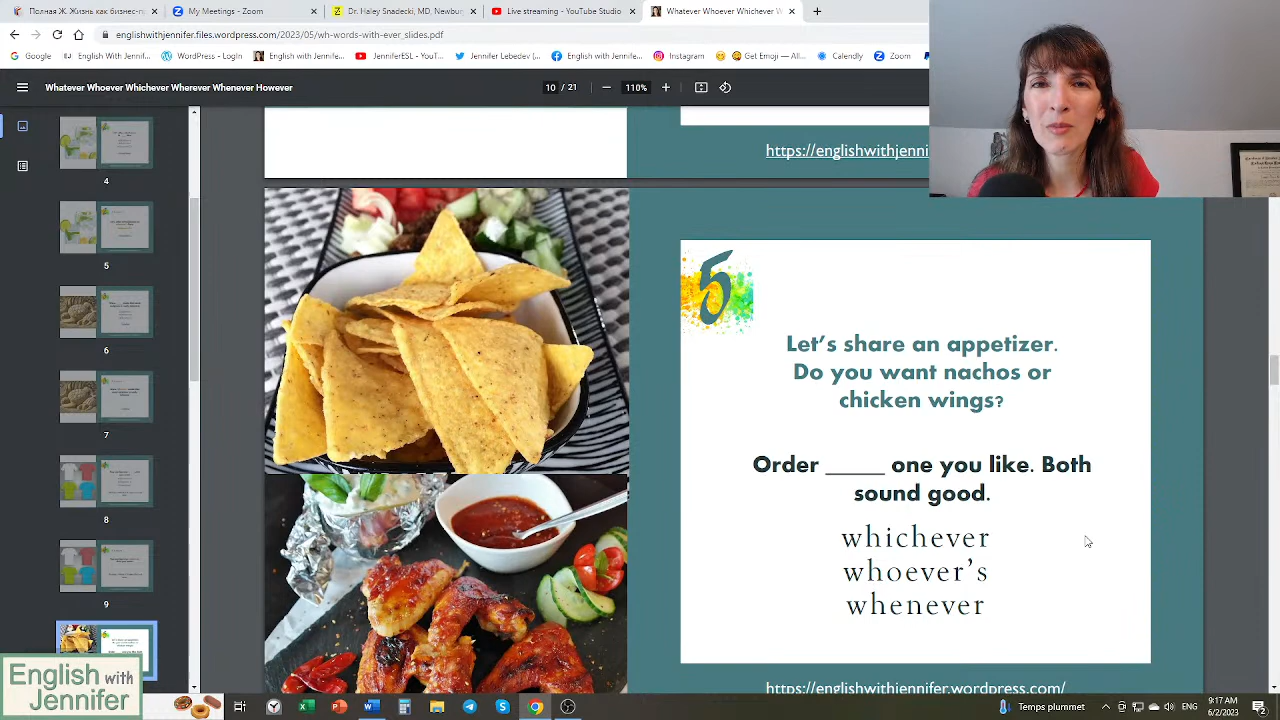 Полная Ж. Знаем как бизнес-п
My Meetings - Zoom
Dr. Haley Snadecki, MD, Newbur
Live streaming - YouTube Studio
Whatever Whoever Whichever W
englishwithjennifer.files.wordpress.com/2023/05/wh-words-with-ever_slides.pdf
Google
English With Jennif...
WordPress > Login
English with Jennife...
JenniferESL - YouT...
Jennifer Lebedev (...
English with Jennife...
Instagram
Get Emoji — All...
Calendly
Zoom
Whatever Whoever Whichever Wherever Whenever However
10 / 21
110%
4
5
6
7
8
9
https://englishwithjenni
5
Let's share an appetizer.
Do you want nachos or
chicken wings?
Order _____ one you like. Both
sound good.
whichever
whoever's
whenever
https://englishwithjennifer.wordpress.com/
English with
Jennifer
Temps plummet
ENG
9:17 AM
6/2/2023